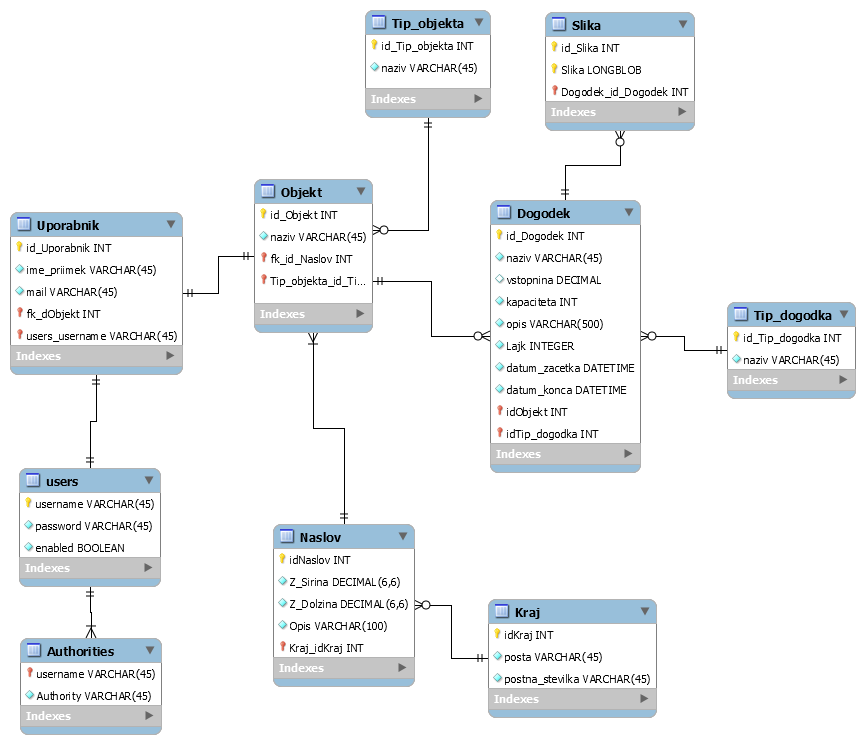 Tip_objekta
id_Tip_objekta INT
naziv VARCHAR(45)
Indexes
Slika
id_Slika INT
Slika LONGBLOB
Dogodek_id_Dogodek INT
Indexes
Objekt
id_Objekt INT
naziv VARCHAR(45)
fk_id_Naslov INT
Tip_objekta_id_Ti...
Indexes
Uporabnik
id_Uporabnik INT
ime_priimek VARCHAR(45)
mail VARCHAR(45)
fk_dObjekt INT
users_username VARCHAR(45)
Indexes
Dogodek
id_Dogodek INT
naziv VARCHAR(45)
vstopnina DECIMAL
kapaciteta INT
opis VARCHAR(500)
Lajk INTEGER
datum_zacetka DATETIME
datum_konca DATETIME
idObjekt INT
idTip_dogodka INT
Indexes
Tip_dogodka
id_Tip_dogodka INT
naziv VARCHAR(45)
Indexes
users
username VARCHAR(45)
password VARCHAR(45)
enabled BOOLEAN
Indexes
Naslov
idNaslov INT
Z_Sirina DECIMAL(6,6)
Z_Dolzina DECIMAL(6,6)
Opis VARCHAR(100)
Kraj_idKraj INT
Indexes
Kraj
idKraj INT
posta VARCHAR(45)
postna_stevilka VARCHAR(45)
Indexes
Authorities
username VARCHAR(45)
Authority VARCHAR(45)
Indexes